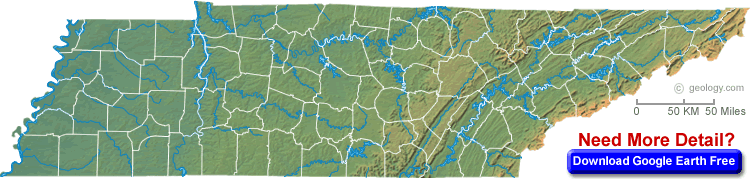 © geology.com
0 50 KM 50 Miles
Need More Detail?
Download Google Earth Free